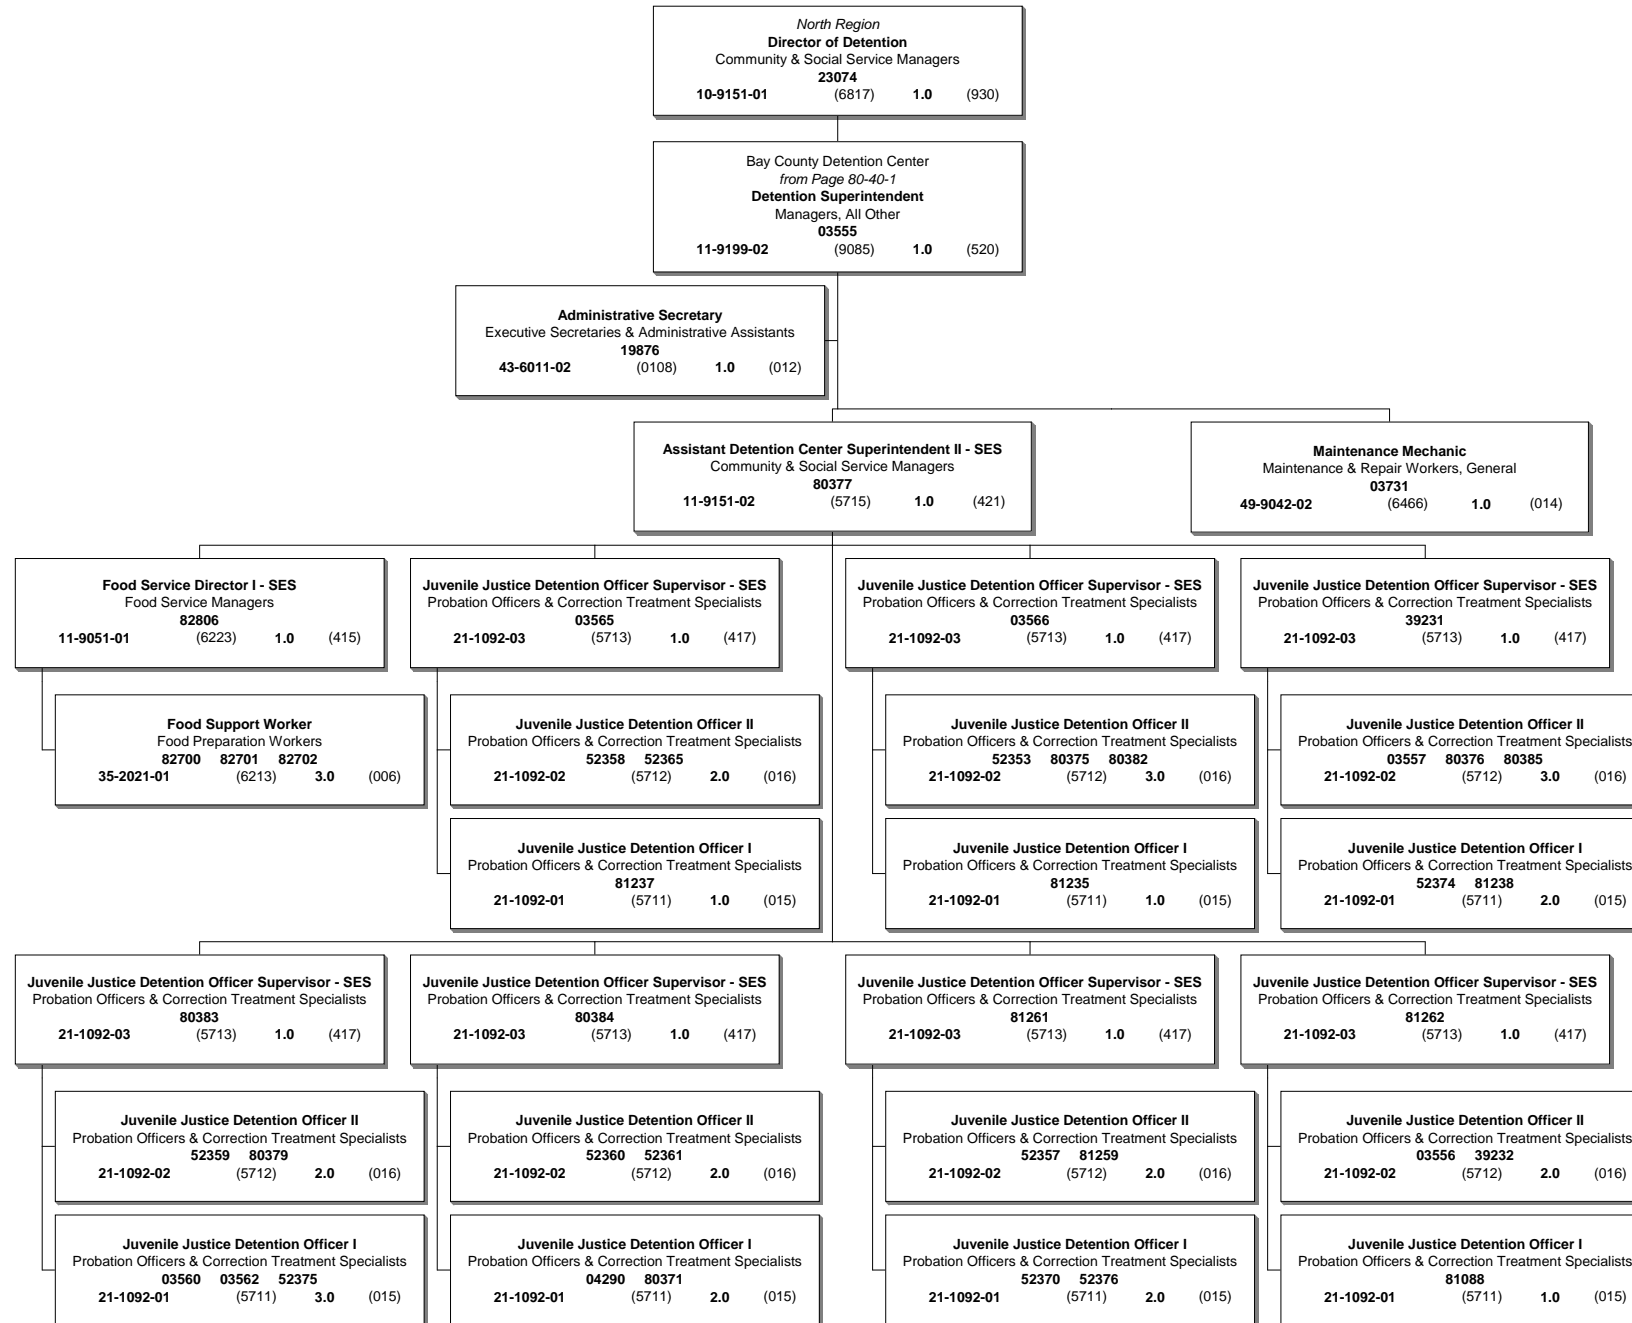 North Region
Director of Detention
Community & Social Service Managers
23074
10-9151-01 (6817) 1.0 (930)
Bay County Detention Center
from Page 80-40-1
Detention Superintendent
Managers, All Other
03555
11-9199-02 (9085) 1.0 (520)
Administrative Secretary
Executive Secretaries & Administrative Assistants
19876
43-6011-02 (0108) 1.0 (012)
Assistant Detention Center Superintendent II - SES
Community & Social Service Managers
80377
11-9151-02 (5715) 1.0 (421)
Maintenance Mechanic
Maintenance & Repair Workers, General
03731
49-9042-02 (6466) 1.0 (014)
Food Service Director I - SES
Food Service Managers
82806
11-9051-01 (6223) 1.0 (415)
Juvenile Justice Detention Officer Supervisor - SES
Probation Officers & Correction Treatment Specialists
03565
21-1092-03 (5713) 1.0 (417)
Juvenile Justice Detention Officer Supervisor - SES
Probation Officers & Correction Treatment Specialists
03566
21-1092-03 (5713) 1.0 (417)
Juvenile Justice Detention Officer Supervisor - SES
Probation Officers & Correction Treatment Specialists
39231
21-1092-03 (5713) 1.0 (417)
Food Support Worker
Food Preparation Workers
82700 82701 82702
35-2021-01 (6213) 3.0 (006)
Juvenile Justice Detention Officer II
Probation Officers & Correction Treatment Specialists
52358 52365
21-1092-02 (5712) 2.0 (016)
Juvenile Justice Detention Officer II
Probation Officers & Correction Treatment Specialists
52353 80375 80382
21-1092-02 (5712) 3.0 (016)
Juvenile Justice Detention Officer II
Probation Officers & Correction Treatment Specialists
03557 80376 80385
21-1092-02 (5712) 3.0 (016)
Juvenile Justice Detention Officer I
Probation Officers & Correction Treatment Specialists
81237
21-1092-01 (5711) 1.0 (015)
Juvenile Justice Detention Officer I
Probation Officers & Correction Treatment Specialists
81235
21-1092-01 (5711) 1.0 (015)
Juvenile Justice Detention Officer I
Probation Officers & Correction Treatment Specialists
52374 81238
21-1092-01 (5711) 2.0 (015)
Juvenile Justice Detention Officer Supervisor - SES
Probation Officers & Correction Treatment Specialists
80383
21-1092-03 (5713) 1.0 (417)
Juvenile Justice Detention Officer Supervisor - SES
Probation Officers & Correction Treatment Specialists
80384
21-1092-03 (5713) 1.0 (417)
Juvenile Justice Detention Officer Supervisor - SES
Probation Officers & Correction Treatment Specialists
81261
21-1092-03 (5713) 1.0 (417)
Juvenile Justice Detention Officer Supervisor - SES
Probation Officers & Correction Treatment Specialists
81262
21-1092-03 (5713) 1.0 (417)
Juvenile Justice Detention Officer II
Probation Officers & Correction Treatment Specialists
52359 80379
21-1092-02 (5712) 2.0 (016)
Juvenile Justice Detention Officer II
Probation Officers & Correction Treatment Specialists
52360 52361
21-1092-02 (5712) 2.0 (016)
Juvenile Justice Detention Officer II
Probation Officers & Correction Treatment Specialists
52357 81259
21-1092-02 (5712) 2.0 (016)
Juvenile Justice Detention Officer II
Probation Officers & Correction Treatment Specialists
03556 39232
21-1092-02 (5712) 2.0 (016)
Juvenile Justice Detention Officer I
Probation Officers & Correction Treatment Specialists
03560 03562 52375
21-1092-01 (5711) 3.0 (015)
Juvenile Justice Detention Officer I
Probation Officers & Correction Treatment Specialists
04290 80371
21-1092-01 (5711) 2.0 (015)
Juvenile Justice Detention Officer I
Probation Officers & Correction Treatment Specialists
52370 52376
21-1092-01 (5711) 2.0 (015)
Juvenile Justice Detention Officer I
Probation Officers & Correction Treatment Specialists
81088
21-1092-01 (5711) 1.0 (015)